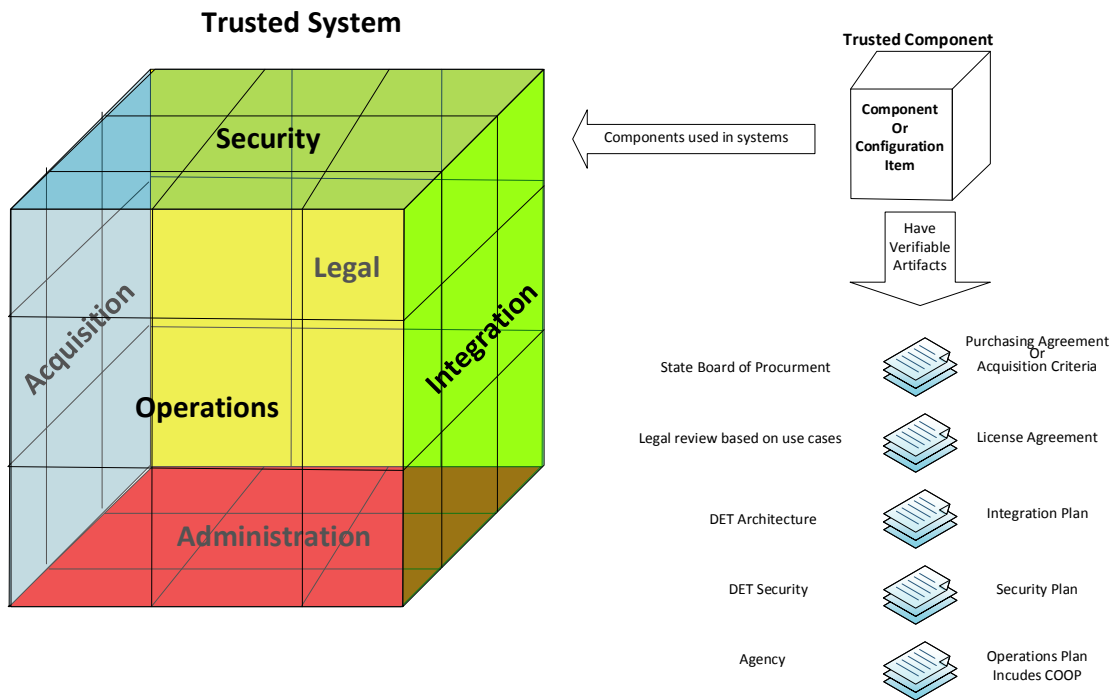 Trusted System
Security
Legal
Acquisition
Integration
Operations
Administration
Components used in systems
Trusted Component
Component
Or
Configuration
Item
Have
Verifiable
Artifacts
State Board of Procurment
Purchasing Agreement
Or
Acquisition Criteria
Legal review based on use cases
License Agreement
DET Architecture
Integration Plan
DET Security
Security Plan
Agency
Operations Plan
Incudes COOP